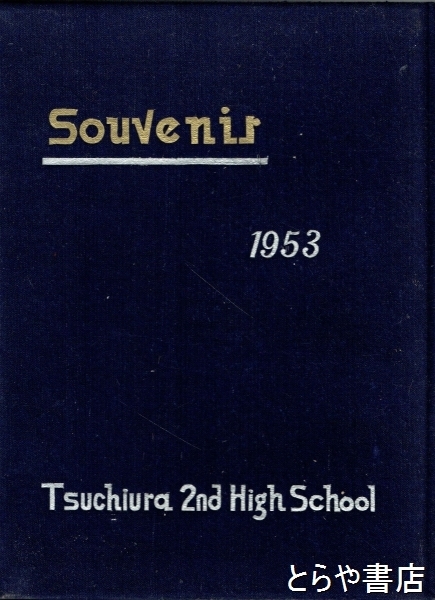 Souvenir
1953
Tsuchiura 2nd High School
とらや書店